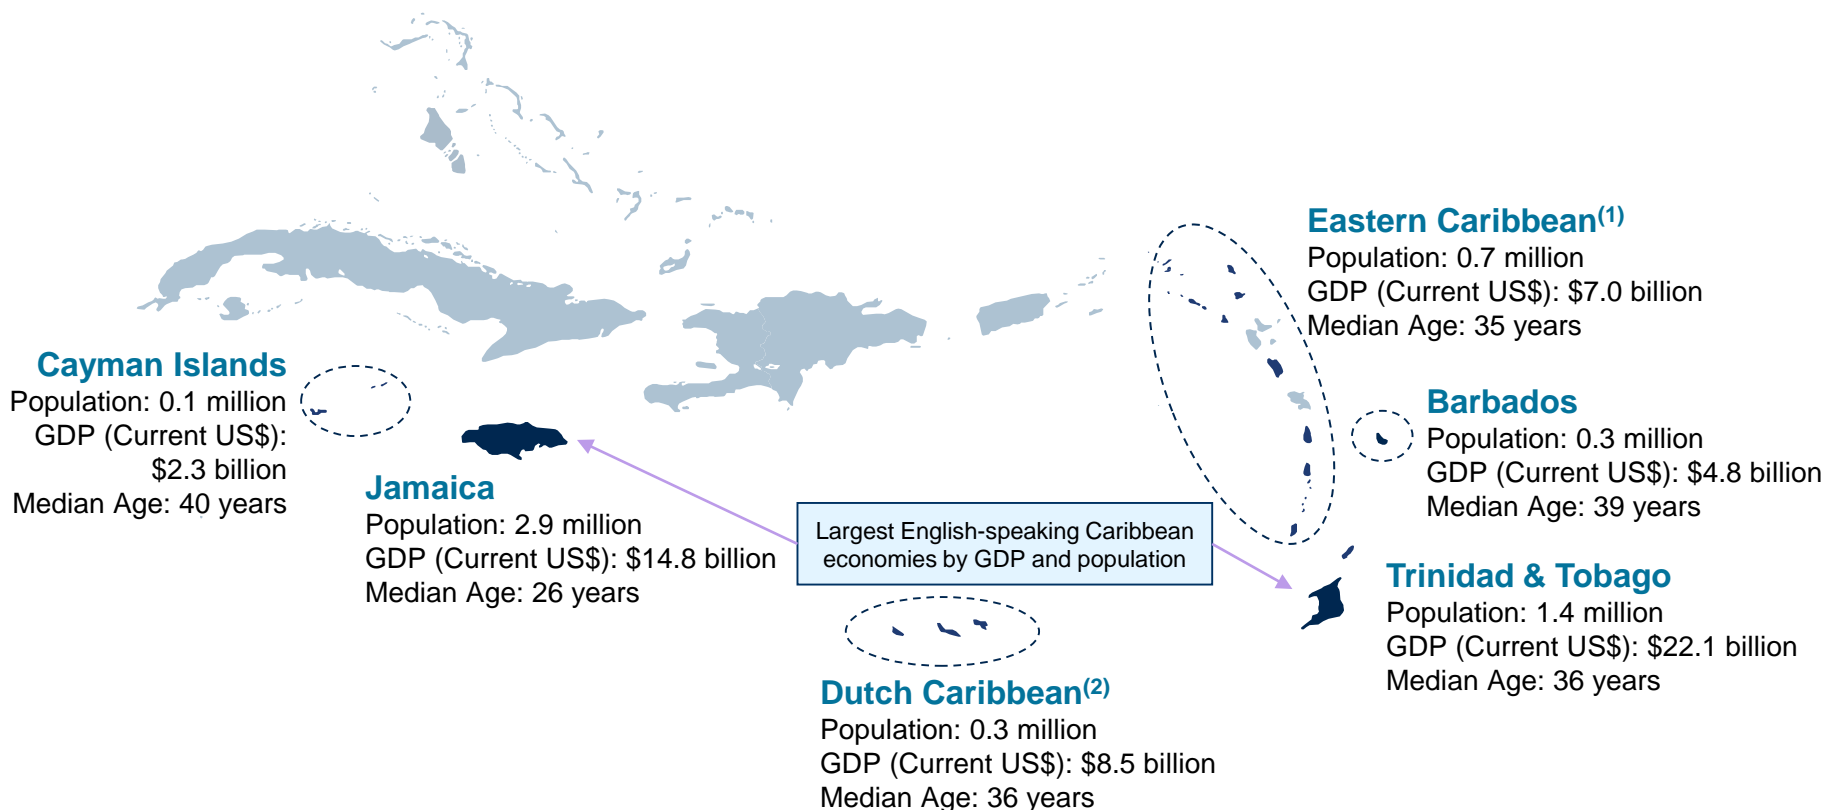 Eastern Caribbean(1)
Population: 0.7 million
GDP (Current US$): $7.0 billion
Median Age: 35 years
Cayman Islands
Population: 0.1 million
GDP (Current US$):
$2.3 billion
Median Age: 40 years
Barbados
Population: 0.3 million
GDP (Current US$): $4.8 billion
Median Age: 39 years
Jamaica
Population: 2.9 million
GDP (Current US$): $14.8 billion
Median Age: 26 years
Largest English-speaking Caribbean
economies by GDP and population
Trinidad & Tobago
Population: 1.4 million
GDP (Current US$): $22.1 billion
Median Age: 36 years
Dutch Caribbean(2)
Population: 0.3 million
GDP (Current US$): $8.5 billion
Median Age: 36 years